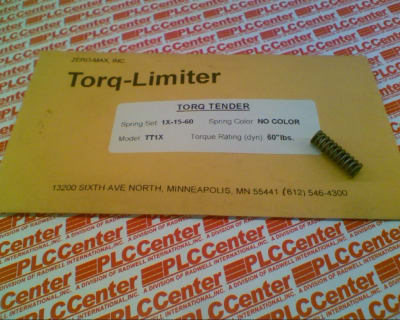 ZERO-MAX, INC.
Torq-Limiter
TORQ TENDER
Spring Set: 1X-15-60 Spring Color: NO COLOR
Model: TT1X Torque Rating (dyn): 60"lbs.
13200 SIXTH AVE NORTH, MINNEAPOLIS, MN 55441 (612) 546-4300
PLCCenter
A DIVISION OF RADWELL INTERNATIONAL, INC.